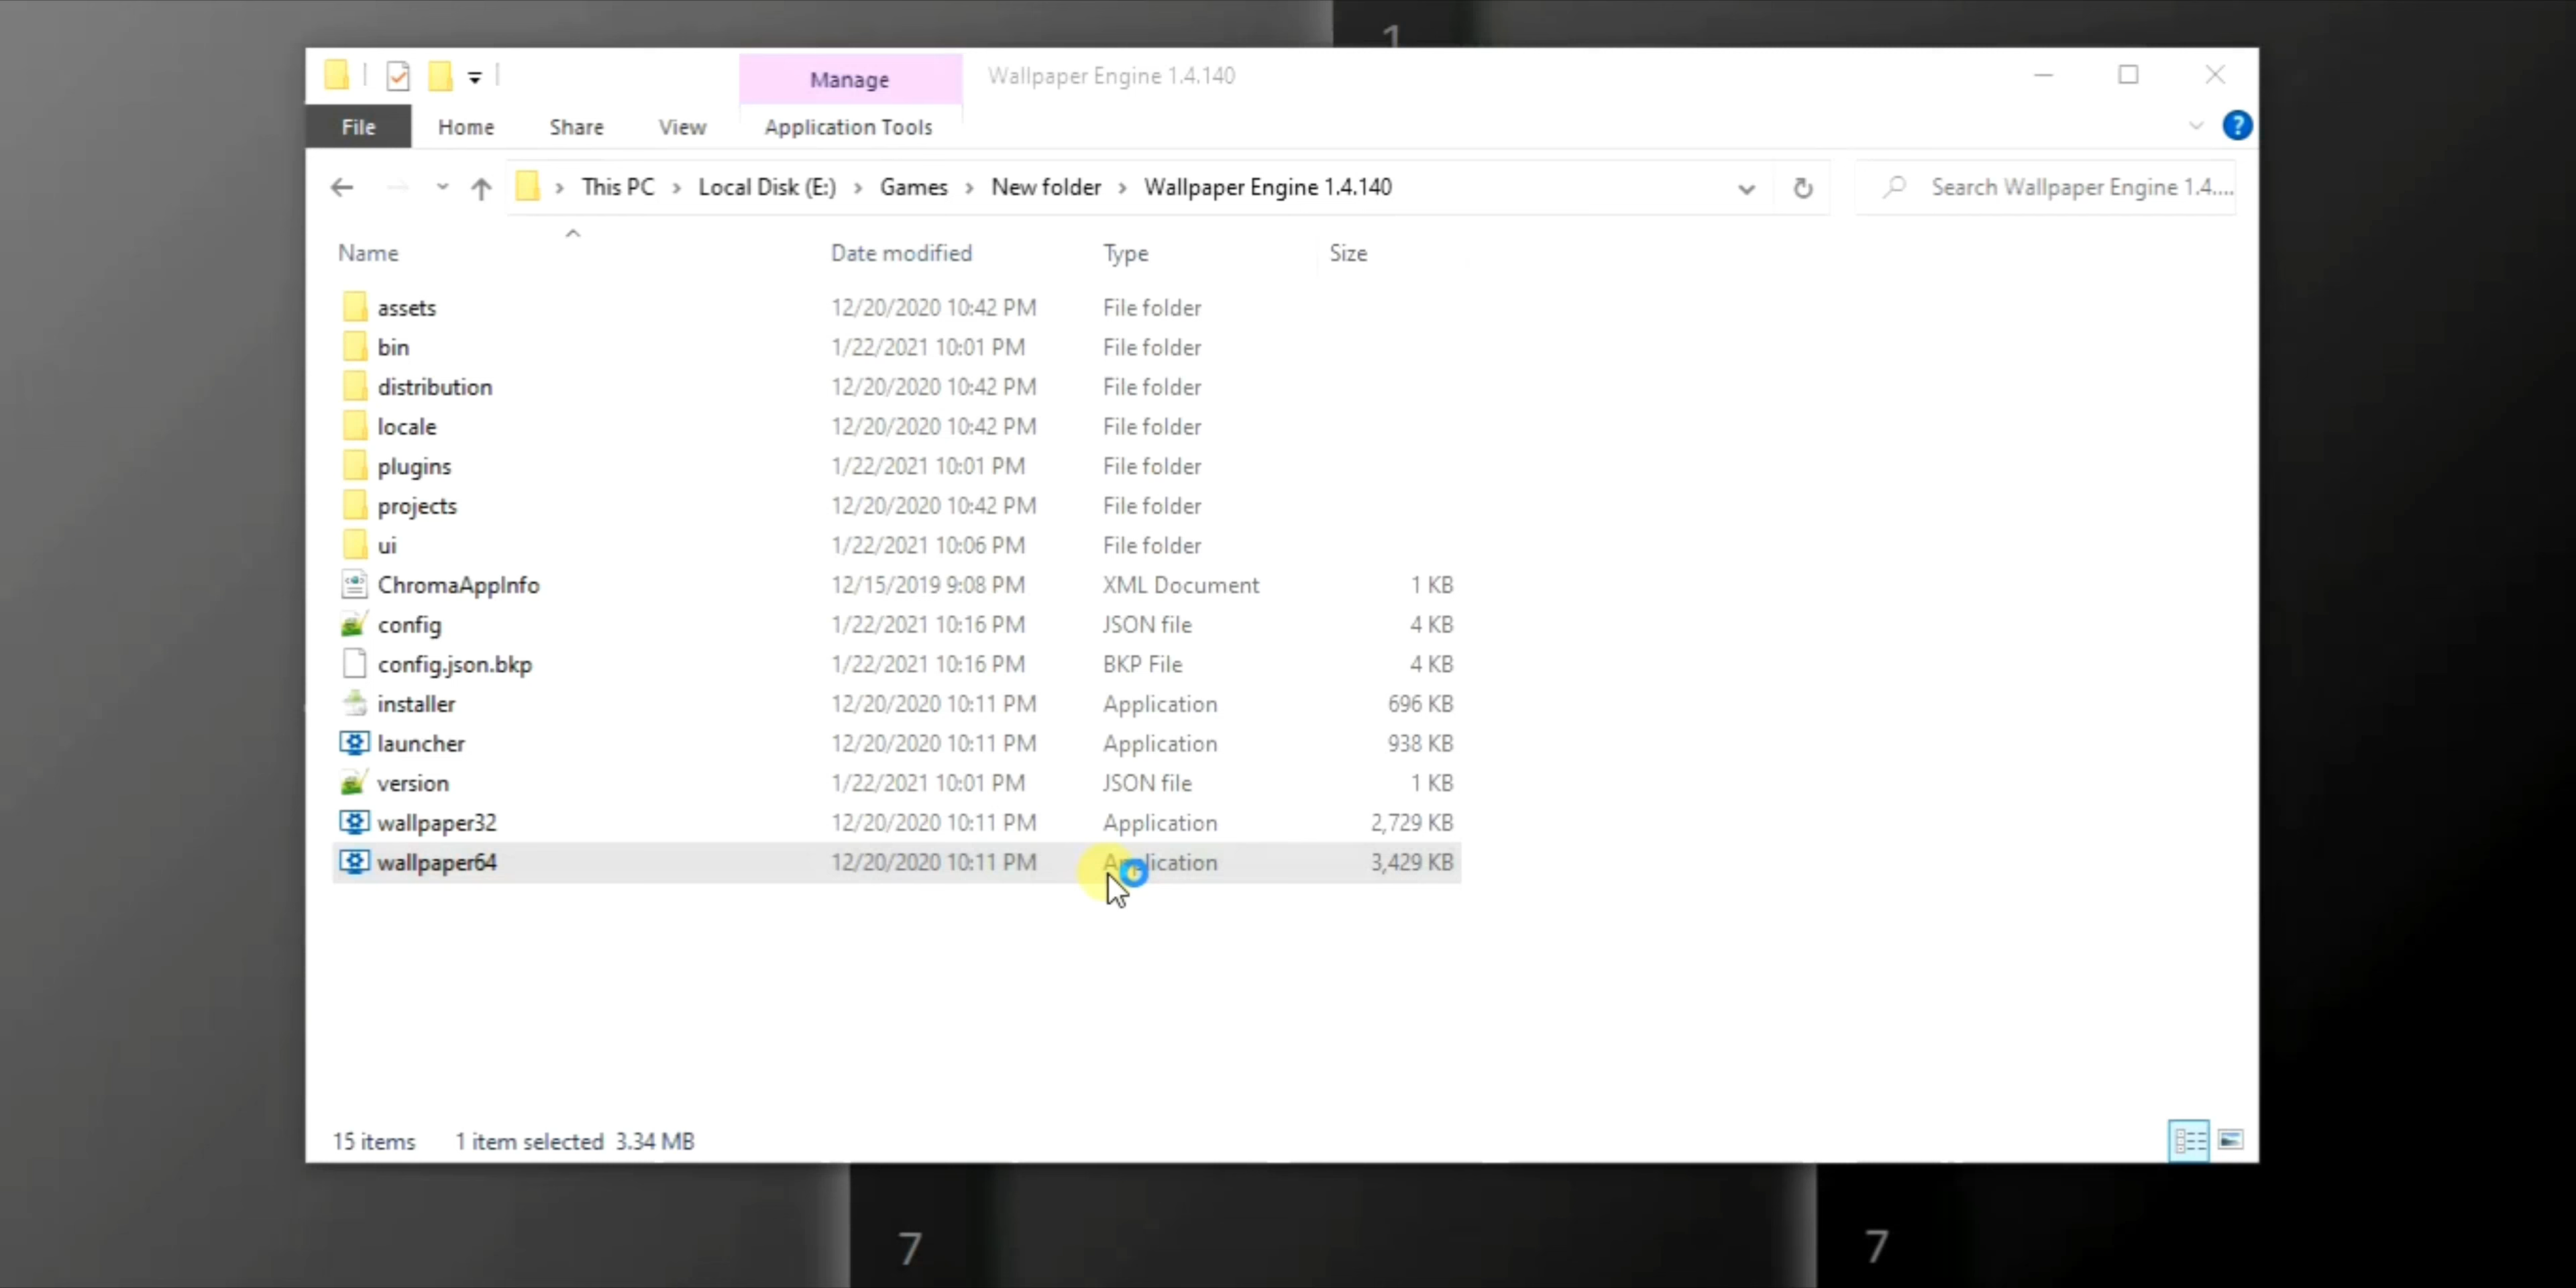 1
Manage
Wallpaper Engine 1.4.140
File Home Share View Application Tools
This PC › Local Disk (E:) › Games › New folder › Wallpaper Engine 1.4.140
Search Wallpaper Engine 1.4....
Name Date modified Type Size
assets 12/20/2020 10:42 PM File folder
bin 1/22/2021 10:01 PM File folder
distribution 12/20/2020 10:42 PM File folder
locale 12/20/2020 10:42 PM File folder
plugins 1/22/2021 10:01 PM File folder
projects 12/20/2020 10:42 PM File folder
ui 1/22/2021 10:06 PM File folder
ChromaAppInfo 12/15/2019 9:08 PM XML Document 1 KB
config 1/22/2021 10:16 PM JSON file 4 KB
config.json.bkp 1/22/2021 10:16 PM BKP File 4 KB
installer 12/20/2020 10:11 PM Application 696 KB
launcher 12/20/2020 10:11 PM Application 938 KB
version 1/22/2021 10:01 PM JSON file 1 KB
wallpaper32 12/20/2020 10:11 PM Application 2,729 KB
wallpaper64 12/20/2020 10:11 PM Application 3,429 KB
15 items 1 item selected 3.34 MB
7 7